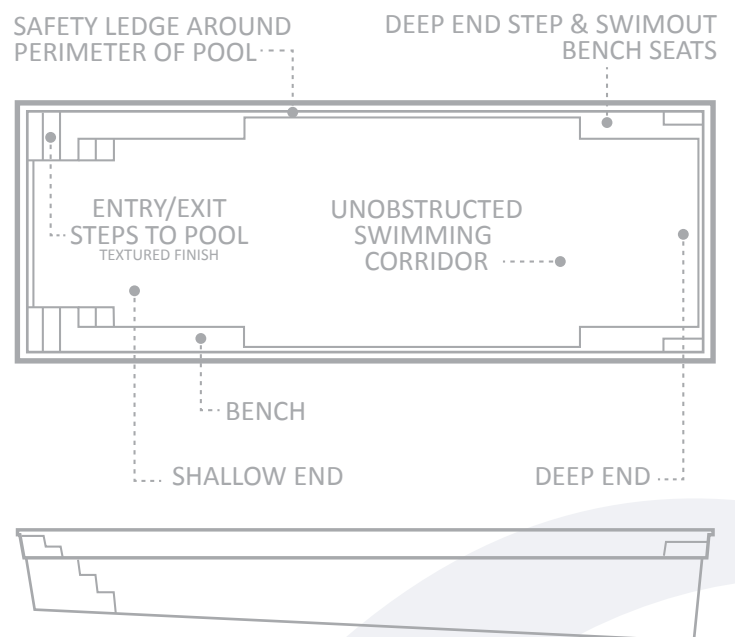 SAFETY LEDGE AROUND
PERIMETER OF POOL
DEEP END STEP & SWIMOUT
BENCH SEATS
ENTRY/EXIT
STEPS TO POOL
TEXTURED FINISH
UNOBSTRUCTED
SWIMMING
CORRIDOR
BENCH
SHALLOW END
DEEP END